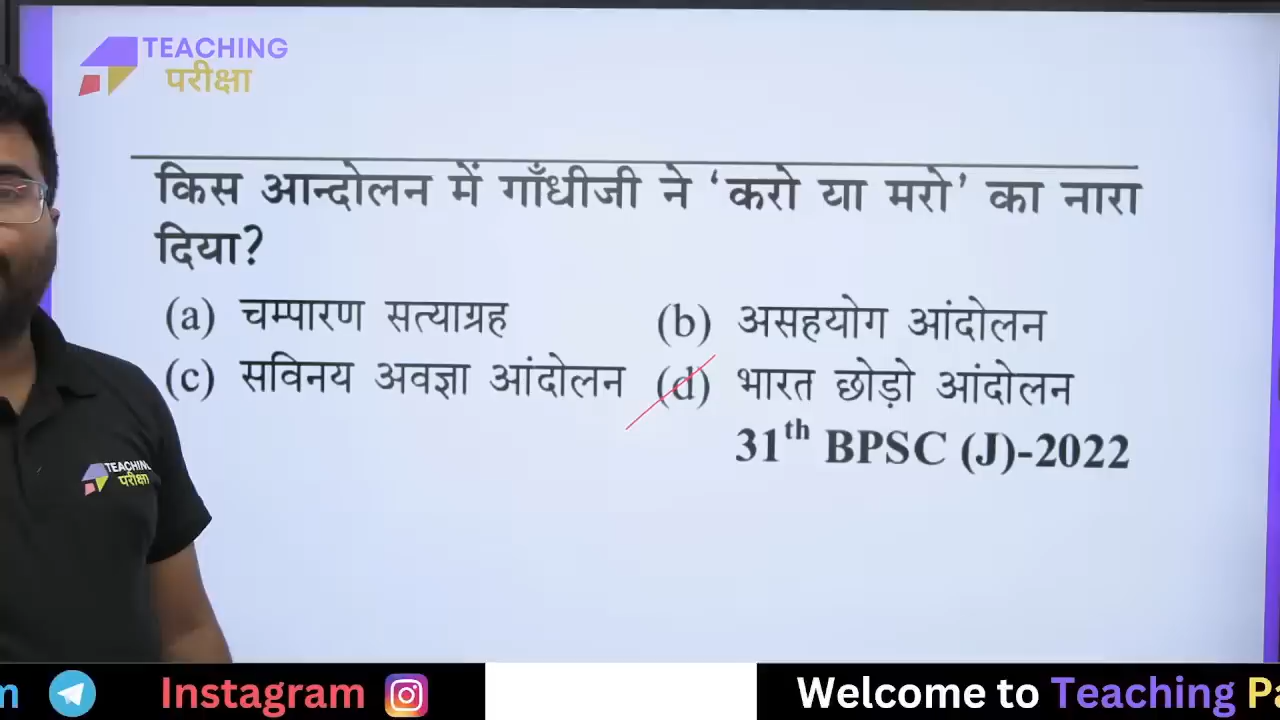 TEACHING
परीक्षा
किस आन्दोलन में गाँधीजी ने ‘करो या मरो’ का नारा
दिया?
(a) चम्पारण सत्याग्रह (b) असहयोग आंदोलन
(c) सविनय अवज्ञा आंदोलन (d) भारत छोड़ो आंदोलन
31th BPSC (J)-2022
TEACHING
परीक्षा
Instagram
Welcome to Teaching